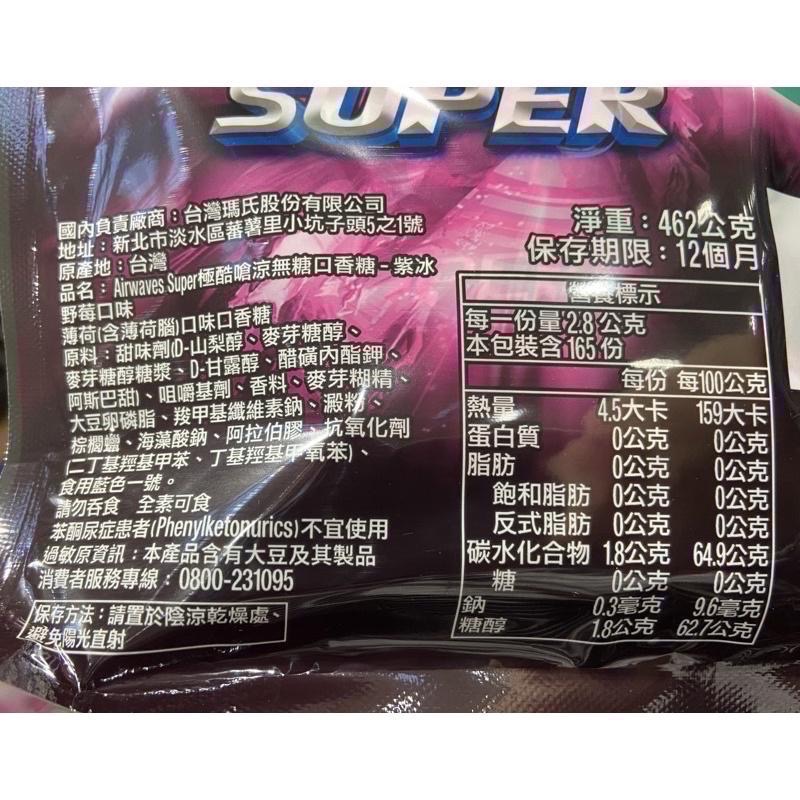 SUPER
國內負責廠商：台灣瑪氏股份有限公司
地址：新北市淡水區蕃薯里小坑子頭5之1號
原產地：台灣
品名：Airwaves Super極酷嗆涼無糖口香糖-紫冰
野莓口味
薄荷(含薄荷腦)口味口香糖
原料：甜味劑(D-山梨醇、麥芽糖醇、
麥芽糖醇糖漿、D-甘露醇、醋磺內酯鉀、
阿斯巴甜)、咀嚼基劑、香料、麥芽糊精、
大豆卵磷脂、羧甲基纖維素鈉、澱粉、
棕櫚蠟、海藻酸鈉、阿拉伯膠、抗氧化劑
(二丁基羥基甲苯、丁基羥基甲氧苯)、
食用藍色一號。
請勿吞食 全素可食
苯酮尿症患者(Phenylketonurics)不宜使用
過敏原資訊：本產品含有大豆及其製品
消費者服務專線：0800-231095
保存方法：請置於陰涼乾燥處、
避免陽光直射
淨重：462公克
保存期限：12個月
營養標示
每一份量2.8公克
本包裝含165份
每份 每100公克
熱量 4.5大卡 159大卡
蛋白質 0公克 0公克
脂肪 0公克 0公克
飽和脂肪 0公克 0公克
反式脂肪 0公克 0公克
碳水化合物 1.8公克 64.9公克
糖 0公克 0公克
鈉 0.3毫克 9.6毫克
糖醇 1.8公克 62.7公克